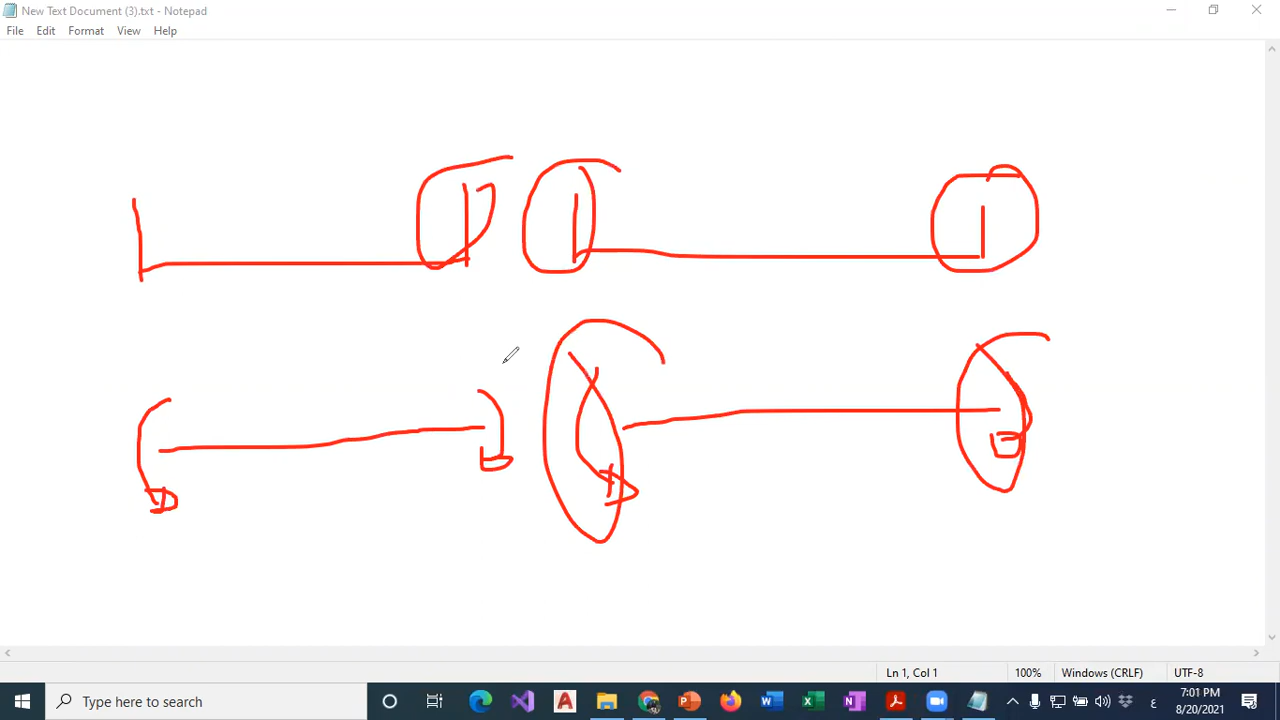 New Text Document (3).txt - Notepad
File Edit Format View Help
D D
D D
Ln 1, Col 1 100% Windows (CRLF) UTF-8
Type here to search
ع 7:01 PM
8/20/2021